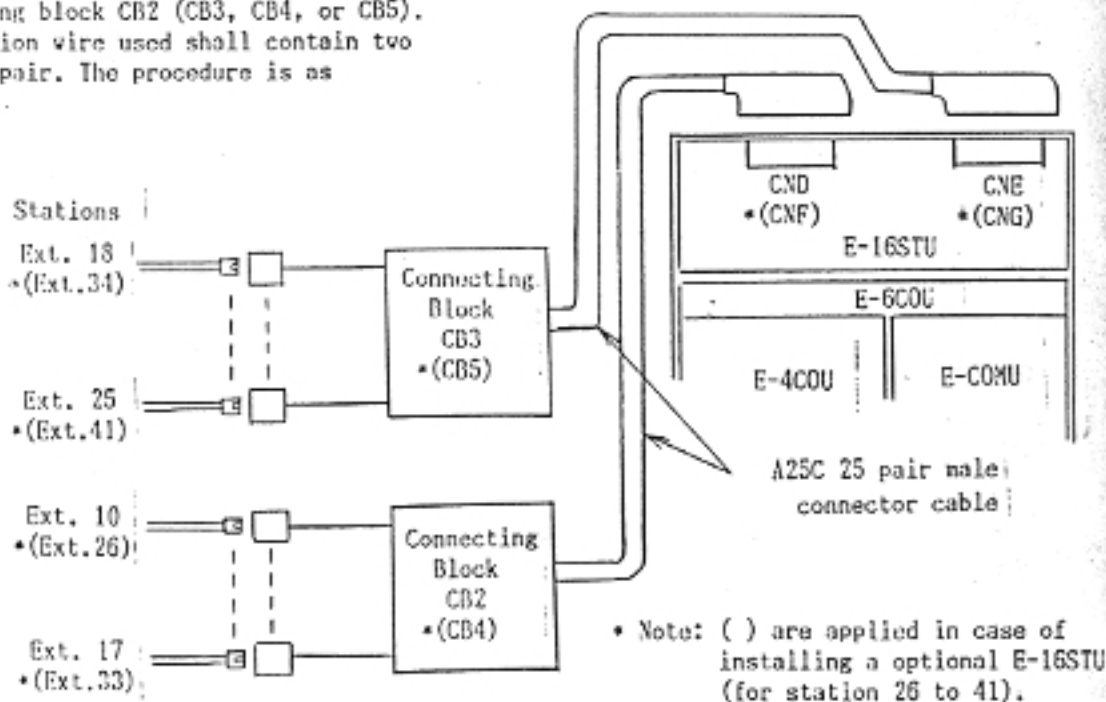 ng block CB2 (CB3, CB4, or CB5).
ion wire used shall contain two
pair. The procedure is as
Stations
Ext. 18
*(Ext.34)
Ext. 25
*(Ext.41)
Ext. 10
*(Ext.26)
Ext. 17
*(Ext.33)
Connecting
Block
CB3
*(CB5)
Connecting
Block
CB2
*(CB4)
CND
*(CNF)
CNE
*(CNG)
E-16STU
E-6COU
E-4COU
E-COMU
A25C 25 pair male
connector cable
* Note: ( ) are applied in case of
installing a optional E-16STU
(for station 26 to 41).